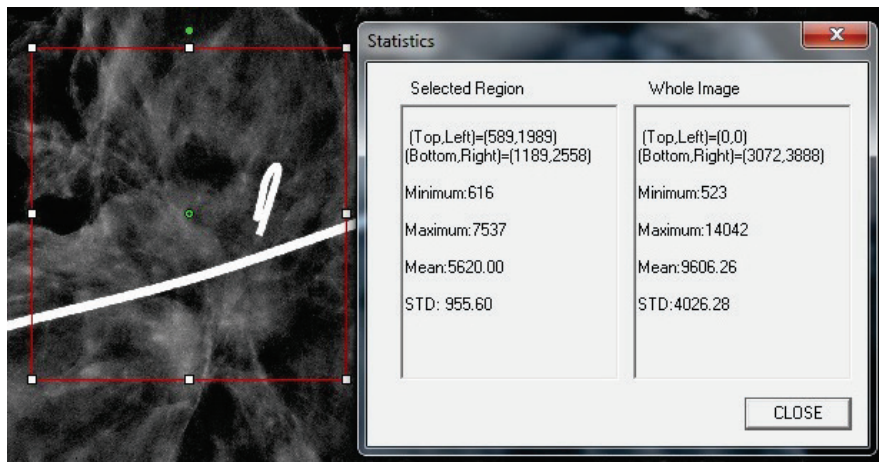 Statistics
Selected Region
(Top,Left)=(589,1989)
(Bottom,Right)=(1189,2558)
Minimum:616
Maximum:7537
Mean:5620.00
STD: 955.60
Whole Image
(Top,Left)=(0,0)
(Bottom,Right)=(3072,3888)
Minimum:523
Maximum:14042
Mean:9606.26
STD:4026.28
CLOSE